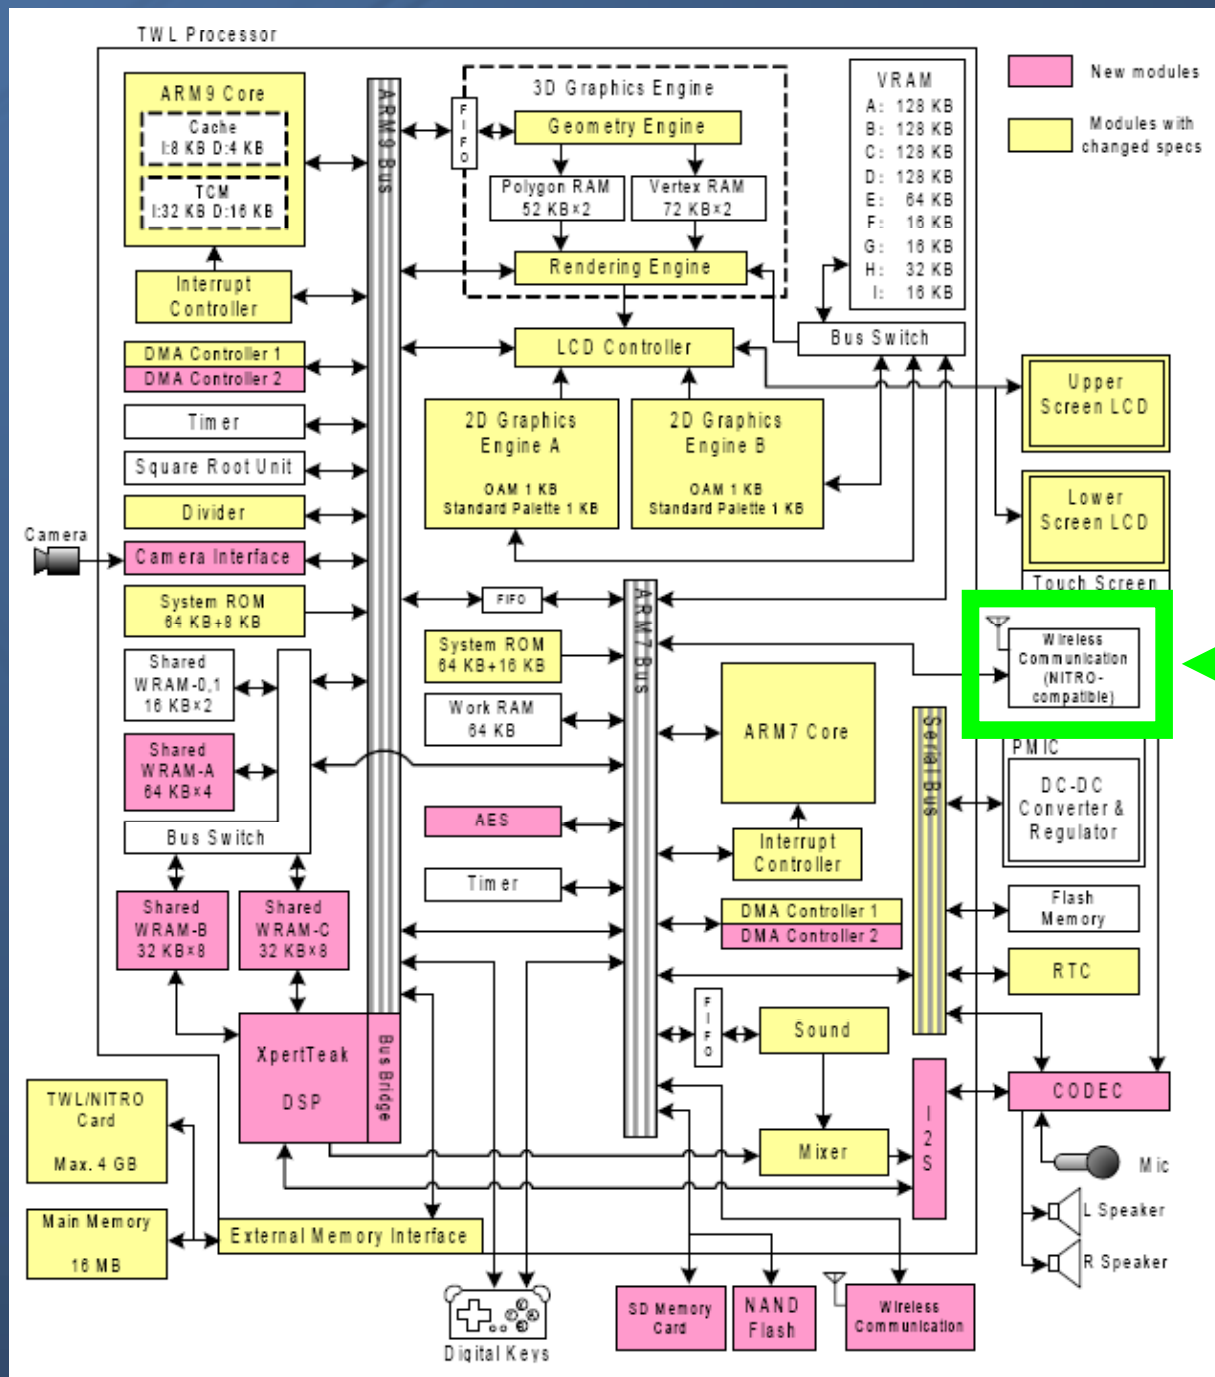 TWL Processor
New modules
Modules with
changed specs
ARM9 Core
Cache
I:8 KB D:4 KB
TCM
I:32 KB D:16 KB
Interrupt
Controller
DMA Controller 1
DMA Controller 2
Timer
Square Root Unit
Divider
Camera
Camera Interface
System ROM
64 KB+8 KB
Shared
WRAM-0,1
16 KB×2
Shared
WRAM-A
64 KB×4
Bus Switch
Shared
WRAM-B
32 KB×8
Shared
WRAM-C
32 KB×8
XpertTeak
DSP
Bus Bridge
ARM9 Bus
FIFO
3D Graphics Engine
Geometry Engine
Polygon RAM
52 KB×2
Vertex RAM
72 KB×2
Rendering Engine
LCD Controller
2D Graphics
Engine A
OAM 1 KB
Standard Palette 1 KB
2D Graphics
Engine B
OAM 1 KB
Standard Palette 1 KB
VRAM
A: 128 KB
B: 128 KB
C: 128 KB
D: 128 KB
E: 64 KB
F: 16 KB
G: 16 KB
H: 32 KB
I: 16 KB
Bus Switch
Upper
Screen LCD
Lower
Screen LCD
Touch Screen
FIFO
ARM7 Bus
System ROM
64 KB+16 KB
Work RAM
64 KB
AES
Timer
ARM7 Core
Interrupt
Controller
DMA Controller 1
DMA Controller 2
FIFO
Sound
Mixer
I2S
Serial Bus
Wireless
Communication
(NITRO-
compatible)
PMIC
DC-DC
Converter &
Regulator
Flash
Memory
RTC
CODEC
Mic
L Speaker
R Speaker
TWL/NITRO
Card
Max. 4 GB
Main Memory
16 MB
External Memory Interface
Digital Keys
SD Memory
Card
NAND
Flash
Wireless
Communication